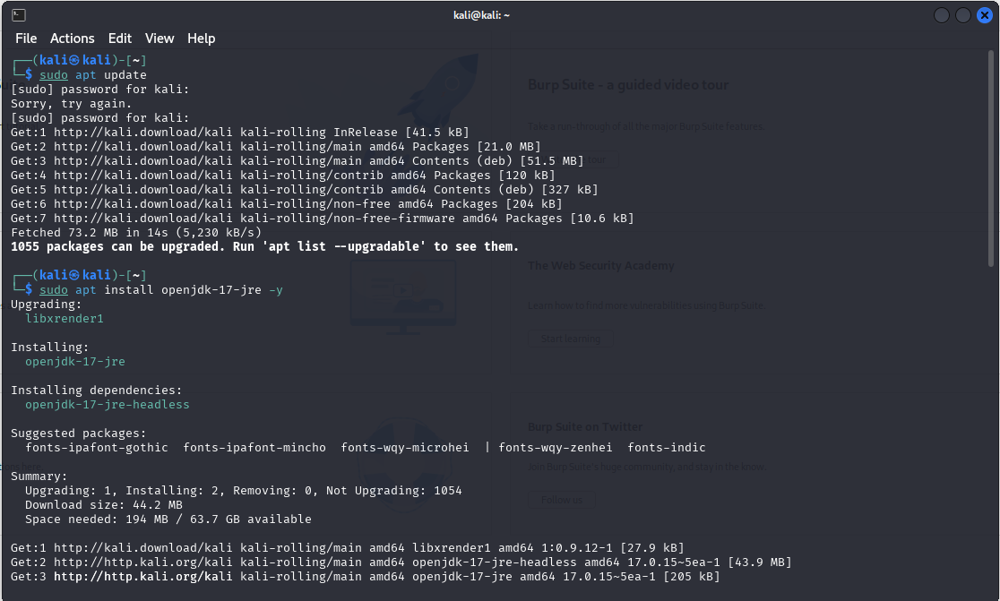 kali@kali: ~
File Actions Edit View Help
┌──(kali㉿kali)-[~]
└─$ sudo apt update
[sudo] password for kali:
Sorry, try again.
[sudo] password for kali:
Get:1 http://kali.download/kali kali-rolling InRelease [41.5 kB]
Get:2 http://kali.download/kali kali-rolling/main amd64 Packages [21.0 MB]
Get:3 http://kali.download/kali kali-rolling/main amd64 Contents (deb) [51.5 MB]
Get:4 http://kali.download/kali kali-rolling/contrib amd64 Packages [120 kB]
Get:5 http://kali.download/kali kali-rolling/contrib amd64 Contents (deb) [327 kB]
Get:6 http://kali.download/kali kali-rolling/non-free amd64 Packages [204 kB]
Get:7 http://kali.download/kali kali-rolling/non-free-firmware amd64 Packages [10.6 kB]
Fetched 73.2 MB in 14s (5,230 kB/s)
1055 packages can be upgraded. Run 'apt list --upgradable' to see them.
┌──(kali㉿kali)-[~]
└─$ sudo apt install openjdk-17-jre -y
Upgrading:
libxrender1
Installing:
openjdk-17-jre
Installing dependencies:
openjdk-17-jre-headless
Suggested packages:
fonts-ipafont-gothic fonts-ipafont-mincho fonts-wqy-microhei | fonts-wqy-zenhei fonts-indic
Summary:
Upgrading: 1, Installing: 2, Removing: 0, Not Upgrading: 1054
Download size: 44.2 MB
Space needed: 194 MB / 63.7 GB available
Get:1 http://kali.download/kali kali-rolling/main amd64 libxrender1 amd64 1:0.9.12-1 [27.9 kB]
Get:2 http://http.kali.org/kali kali-rolling/main amd64 openjdk-17-jre-headless amd64 17.0.15~5ea-1 [43.9 MB]
Get:3 http://http.kali.org/kali kali-rolling/main amd64 openjdk-17-jre amd64 17.0.15~5ea-1 [205 kB]
Burp Suite - a guided video tour
Take a run-through of all the major Burp Suite features.
tour
The Web Security Academy
Learn how to find more vulnerabilities using Burp Suite.
Start learning
Burp Suite on Twitter
Join Burp Suite's huge community, and stay in the know.
Follow us